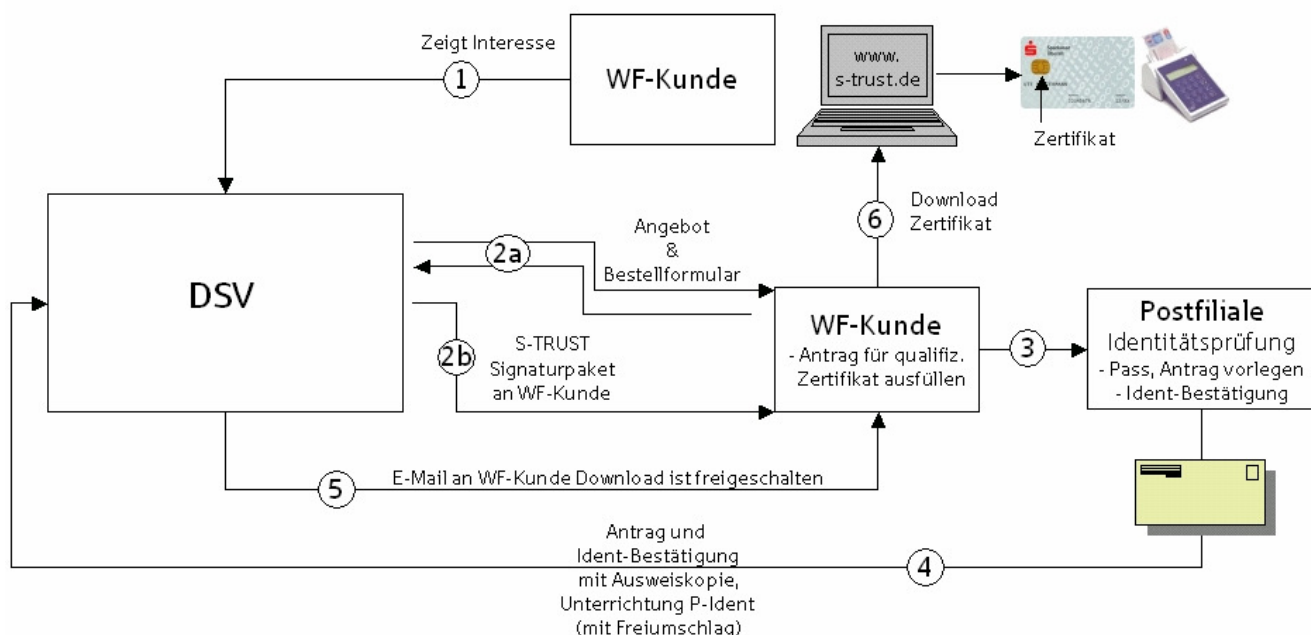 Zeigt Interesse
1
WF-Kunde
www.
s-trust.de
Zertifikat
6
Download
Zertifikat
DSV
2a
Angebot
&
Bestellformular
2b
S-TRUST
Signaturpaket
an WF-Kunde
WF-Kunde
- Antrag für qualifiz.
Zertifikat ausfüllen
3
Postfiliale
Identitätsprüfung
- Pass, Antrag vorlegen
- Ident-Bestätigung
5
E-Mail an WF-Kunde Download ist freigeschalten
4
Antrag und
Ident-Bestätigung
mit Ausweiskopie,
Unterrichtung P-Ident
(mit Freiumschlag)